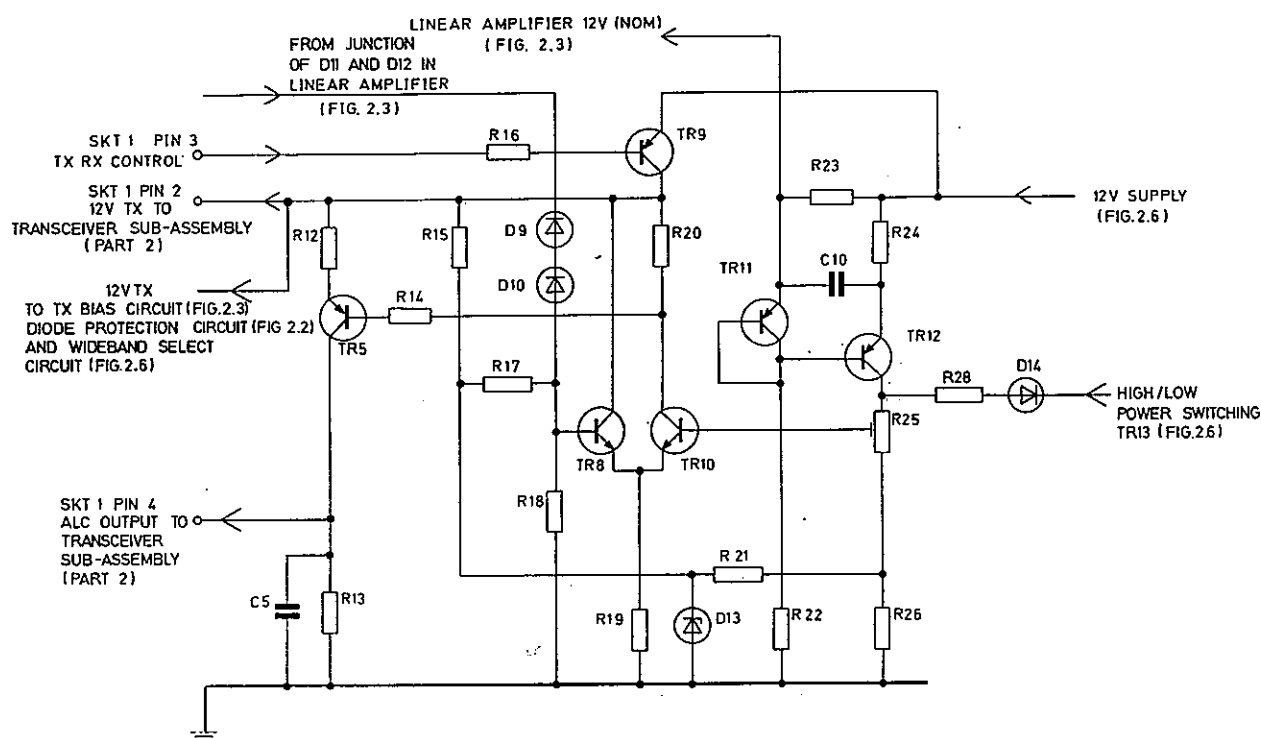 LINEAR AMPLIFIER 12V (NOM)
(FIG. 2.3)
FROM JUNCTION
OF D11 AND D12 IN
LINEAR AMPLIFIER
(FIG. 2.3)
SKT 1 PIN 3
TX RX CONTROL
R16
TR9
R23
SKT 1 PIN 2
12V TX TO
TRANSCEIVER SUB-ASSEMBLY
(PART 2)
12V SUPPLY
(FIG.2.6)
R12
R15
D9
R20
R24
TR11
C10
D10
12V TX
TO TX BIAS CIRCUIT (FIG.2.3)
DIODE PROTECTION CIRCUIT (FIG 2.2)
AND WIDEBAND SELECT
CIRCUIT (FIG.2.6)
R14
TR5
TR12
R17
R28
D14
HIGH/LOW
POWER SWITCHING
TR13 (FIG.2.6)
R25
TR8
TR10
R18
SKT 1 PIN 4
ALC OUTPUT TO
TRANSCEIVER
SUB-ASSEMBLY
(PART 2)
R 21
C5
R13
R19
D13
R 22
R26